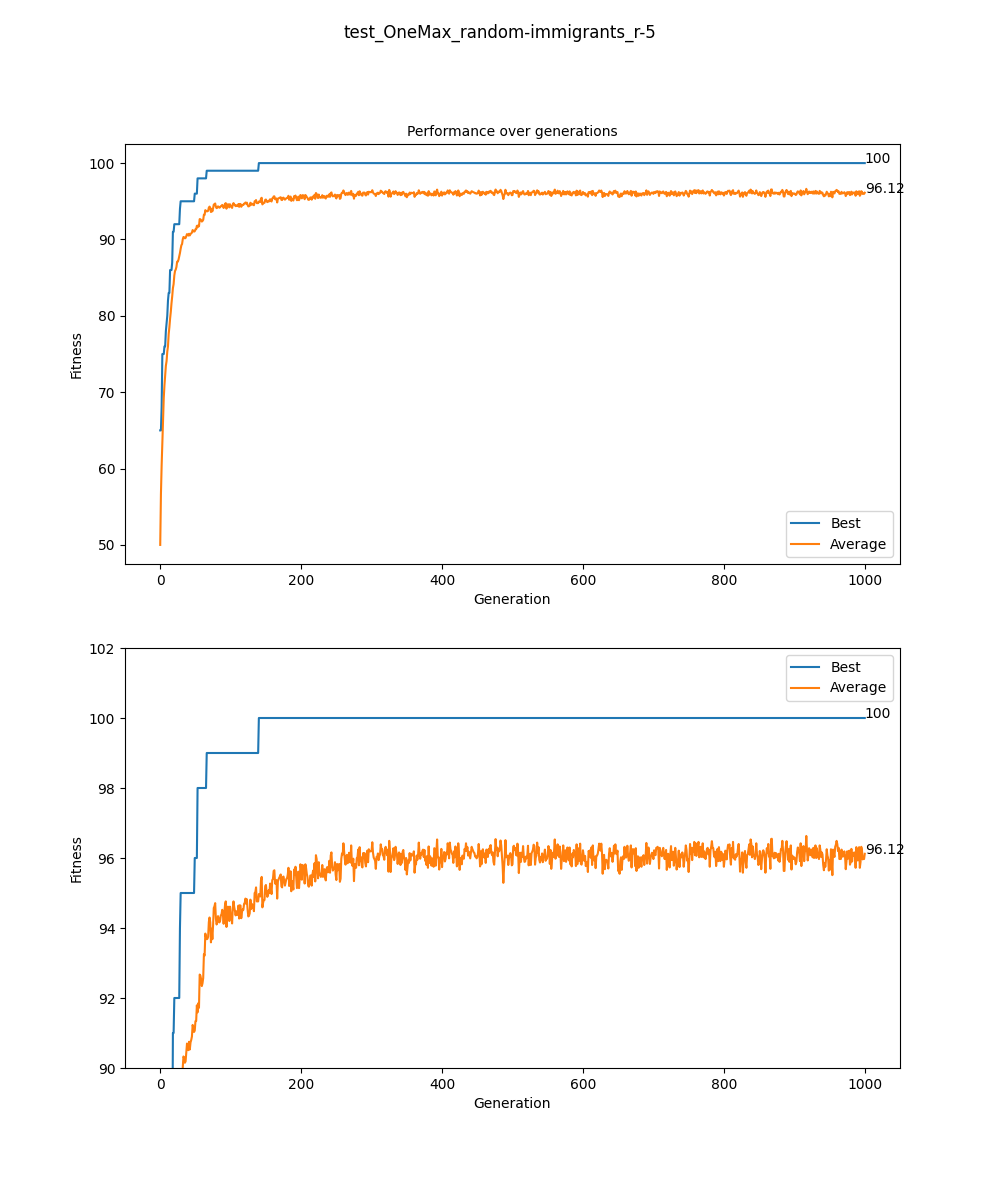 test_OneMax_random-immigrants_r-5
Performance over generations
100
100
96.12
90
80
Fitness
70
60
50
Best
Average
0 200 400 600 800 1000
Generation
102
Best
Average
100
100
98
96
96.12
Fitness
94
92
90
0 200 400 600 800 1000
Generation